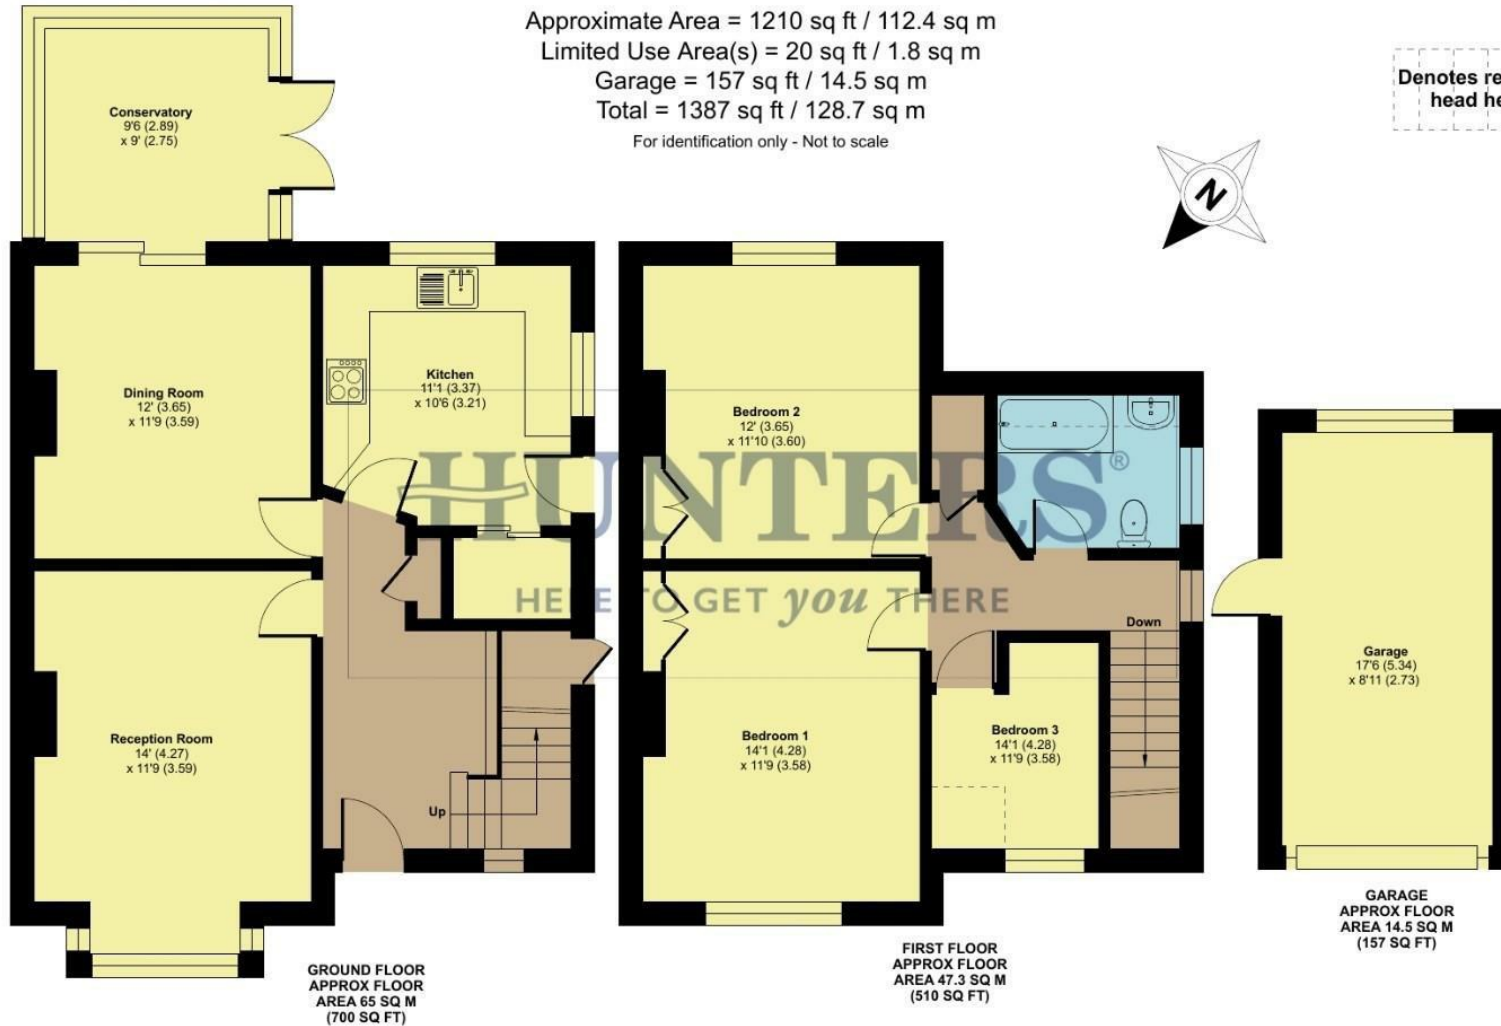 Approximate Area = 1210 sq ft / 112.4 sq m
Limited Use Area(s) = 20 sq ft / 1.8 sq m
Garage = 157 sq ft / 14.5 sq m
Total = 1387 sq ft / 128.7 sq m
For identification only - Not to scale
Denotes re
head he
N
Conservatory
9'6 (2.89)
x 9' (2.75)
Dining Room
12' (3.65)
x 11'9 (3.59)
Kitchen
11'1 (3.37)
x 10'6 (3.21)
Reception Room
14' (4.27)
x 11'9 (3.59)
Up
GROUND FLOOR
APPROX FLOOR
AREA 65 SQ M
(700 SQ FT)
Bedroom 2
12' (3.65)
x 11'10 (3.60)
HUNTERS®
HERE TO GET you THERE
Down
Bedroom 1
14'1 (4.28)
x 11'9 (3.58)
Bedroom 3
14'1 (4.28)
x 11'9 (3.58)
FIRST FLOOR
APPROX FLOOR
AREA 47.3 SQ M
(510 SQ FT)
Garage
17'6 (5.34)
x 8'11 (2.73)
GARAGE
APPROX FLOOR
AREA 14.5 SQ M
(157 SQ FT)